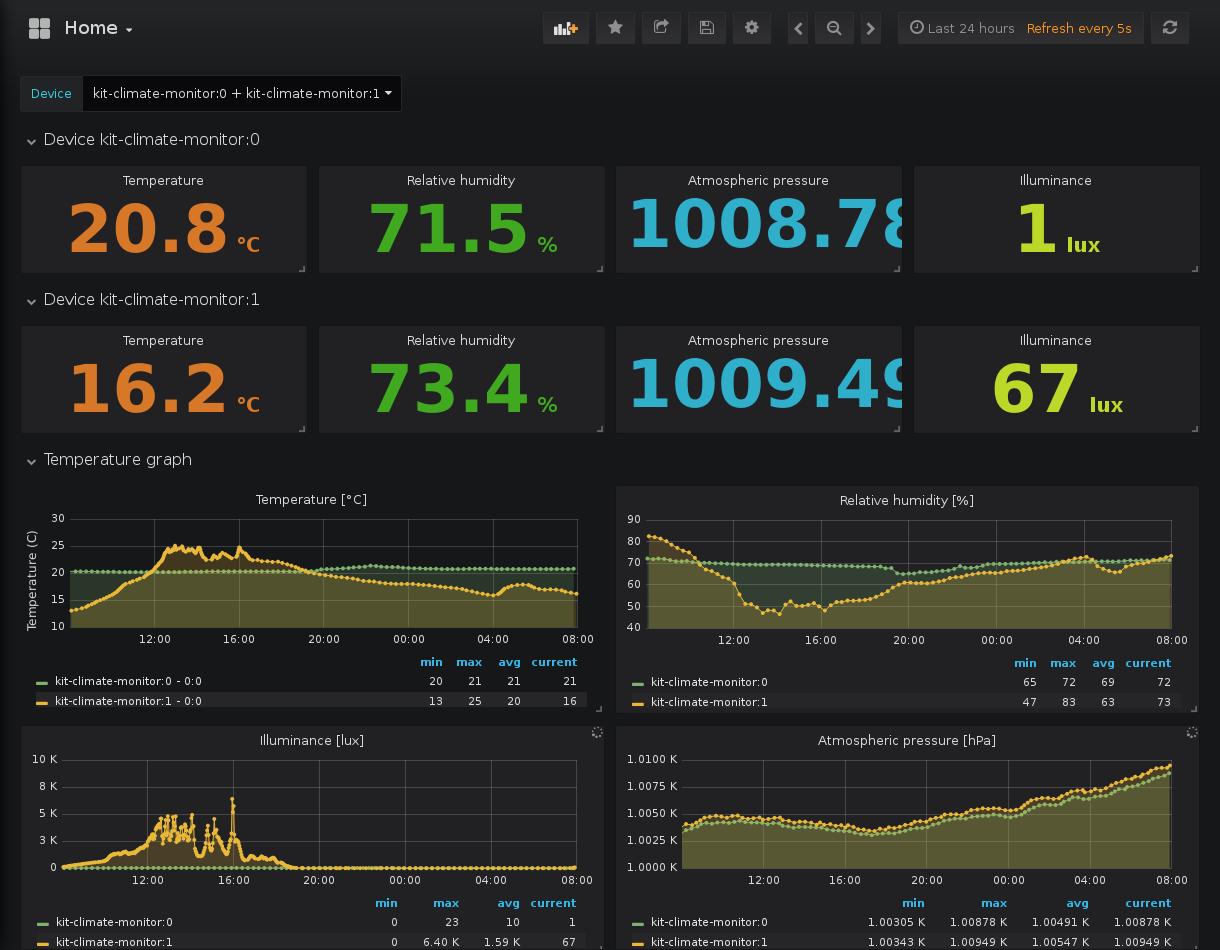 Home
Last 24 hours Refresh every 5s
Device kit-climate-monitor:0 + kit-climate-monitor:1
Device kit-climate-monitor:0
Temperature Relative humidity Atmospheric pressure Illuminance
20.8 °C 71.5 % 1008.78 1 lux
Device kit-climate-monitor:1
Temperature Relative humidity Atmospheric pressure Illuminance
16.2 °C 73.4 % 1009.49 67 lux
Temperature graph
Temperature [°C]
Temperature (C)
30
25
20
15
10
12:00 16:00 20:00 00:00 04:00 08:00
min max avg current
kit-climate-monitor:0 - 0:0 20 21 21 21
kit-climate-monitor:1 - 0:0 13 25 20 16
Relative humidity [%]
90
80
70
60
50
40
12:00 16:00 20:00 00:00 04:00 08:00
min max avg current
kit-climate-monitor:0 65 72 69 72
kit-climate-monitor:1 47 83 63 73
Illuminance [lux]
10 K
8 K
5 K
3 K
0
12:00 16:00 20:00 00:00 04:00 08:00
min max avg current
kit-climate-monitor:0 0 23 10 1
kit-climate-monitor:1 0 6.40 K 1.59 K 67
Atmospheric pressure [hPa]
1.0100 K
1.0075 K
1.0050 K
1.0025 K
1.0000 K
12:00 16:00 20:00 00:00 04:00 08:00
min max avg current
kit-climate-monitor:0 1.00305 K 1.00878 K 1.00491 K 1.00878 K
kit-climate-monitor:1 1.00343 K 1.00949 K 1.00547 K 1.00949 K